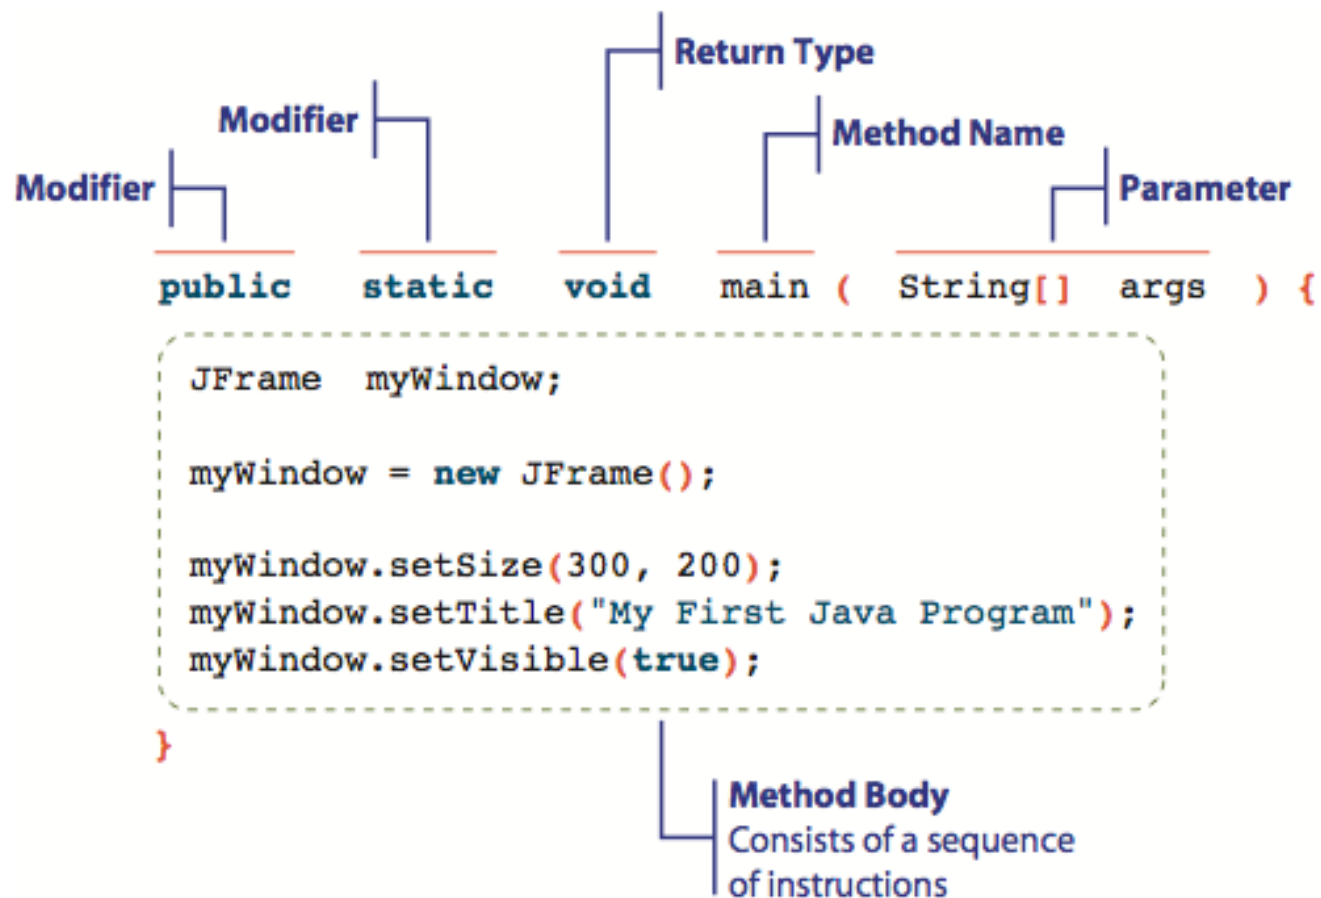 Return Type
Modifier
Method Name
Modifier
Parameter
public static void main ( String[] args ) {
JFrame myWindow;
myWindow = new JFrame();
myWindow.setSize(300, 200);
myWindow.setTitle("My First Java Program");
myWindow.setVisible(true);
}
Method Body
Consists of a sequence
of instructions